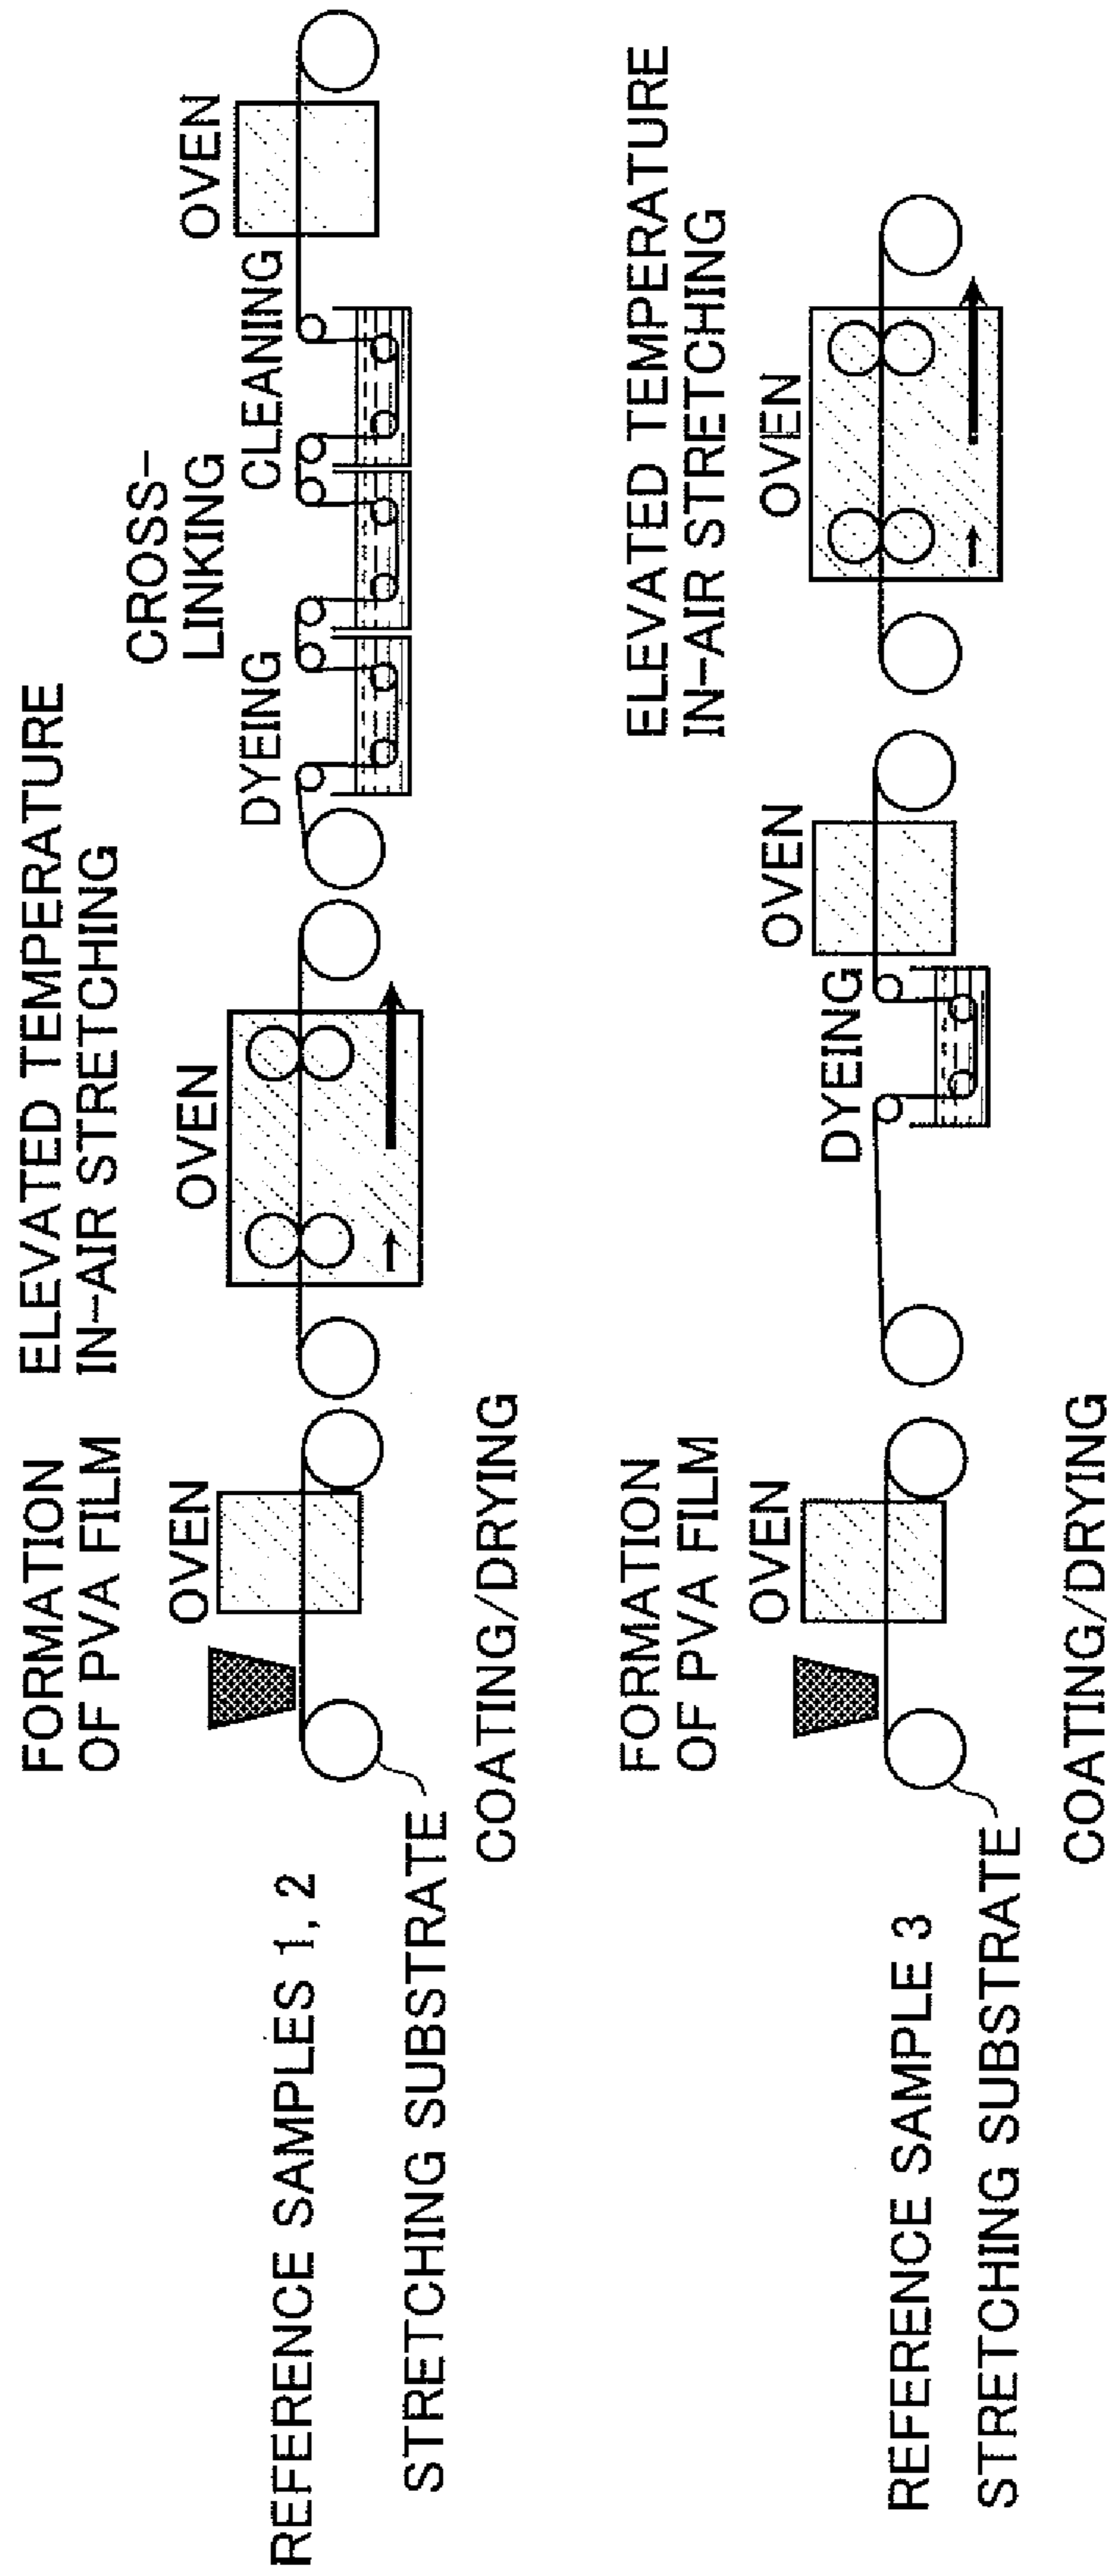 FORMATION
OF PVA FILM
ELEVATED TEMPERATURE
IN-AIR STRETCHING
CROSS-
LINKING
OVEN
OVEN
DYEING
CLEANING
OVEN
REFERENCE SAMPLES 1, 2
STRETCHING SUBSTRATE
COATING/DRYING
FORMATION
OF PVA FILM
ELEVATED TEMPERATURE
IN-AIR STRETCHING
OVEN
DYEING
OVEN
OVEN
REFERENCE SAMPLE 3
STRETCHING SUBSTRATE
COATING/DRYING